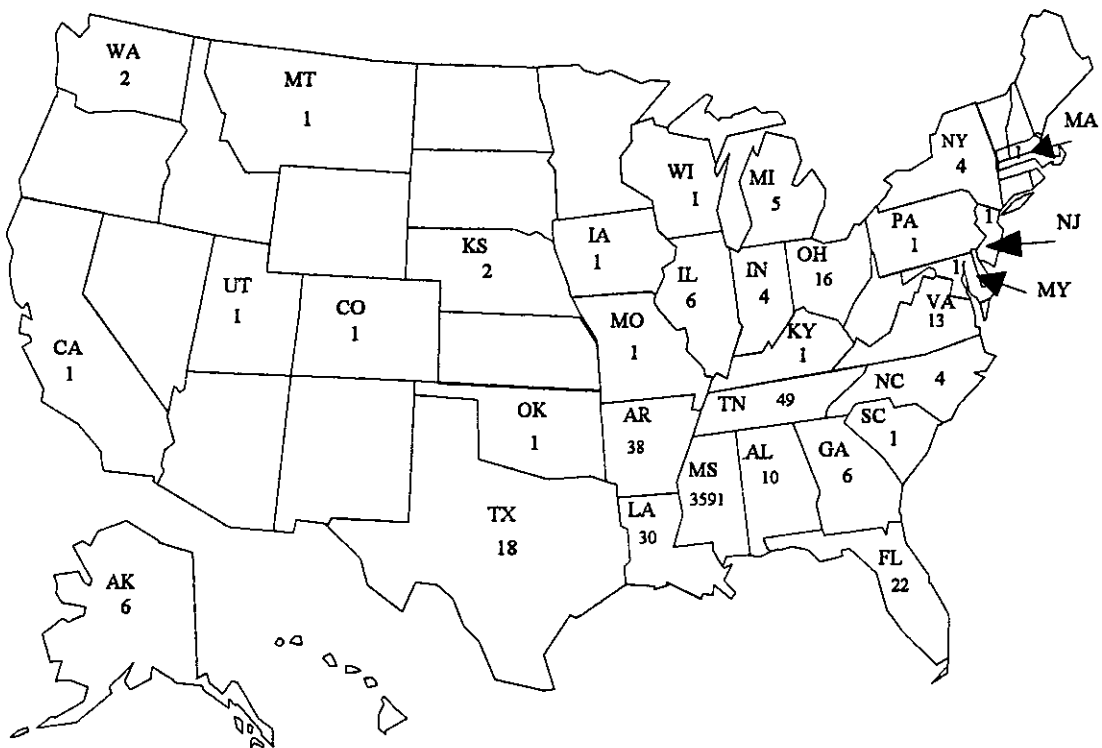 WA
2
MT
1
MA
1
NY
4
WI
1
MI
5
PA
1
1
NJ
KS
2
IA
1
OH
16
1
MY
UT
1
CO
1
IL
6
IN
4
VA
13
MO
1
KY
1
CA
1
NC 4
TN 49
OK
1
AR
38
SC
1
MS
3591
AL
10
GA
6
LA
30
TX
18
FL
22
AK
6